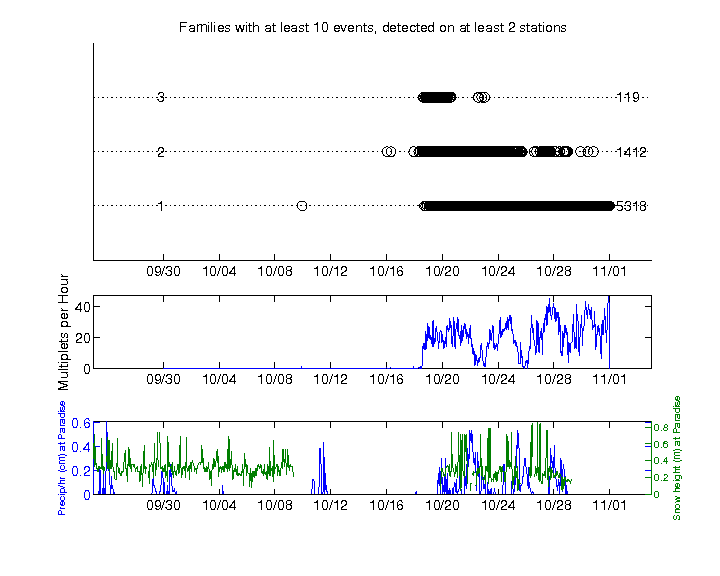 Families with at least 10 events, detected on at least 2 stations
3 119
2 1412
1 5318
09/30 10/04 10/08 10/12 10/16 10/20 10/24 10/28 11/01
Multiplets per Hour
40
20
0
09/30 10/04 10/08 10/12 10/16 10/20 10/24 10/28 11/01
Precip/hr (cm) at Paradise
0.6
0.4
0.2
0
0.8
0.6
0.4
0.2
0
Snow height (m) at Paradise
09/30 10/04 10/08 10/12 10/16 10/20 10/24 10/28 11/01